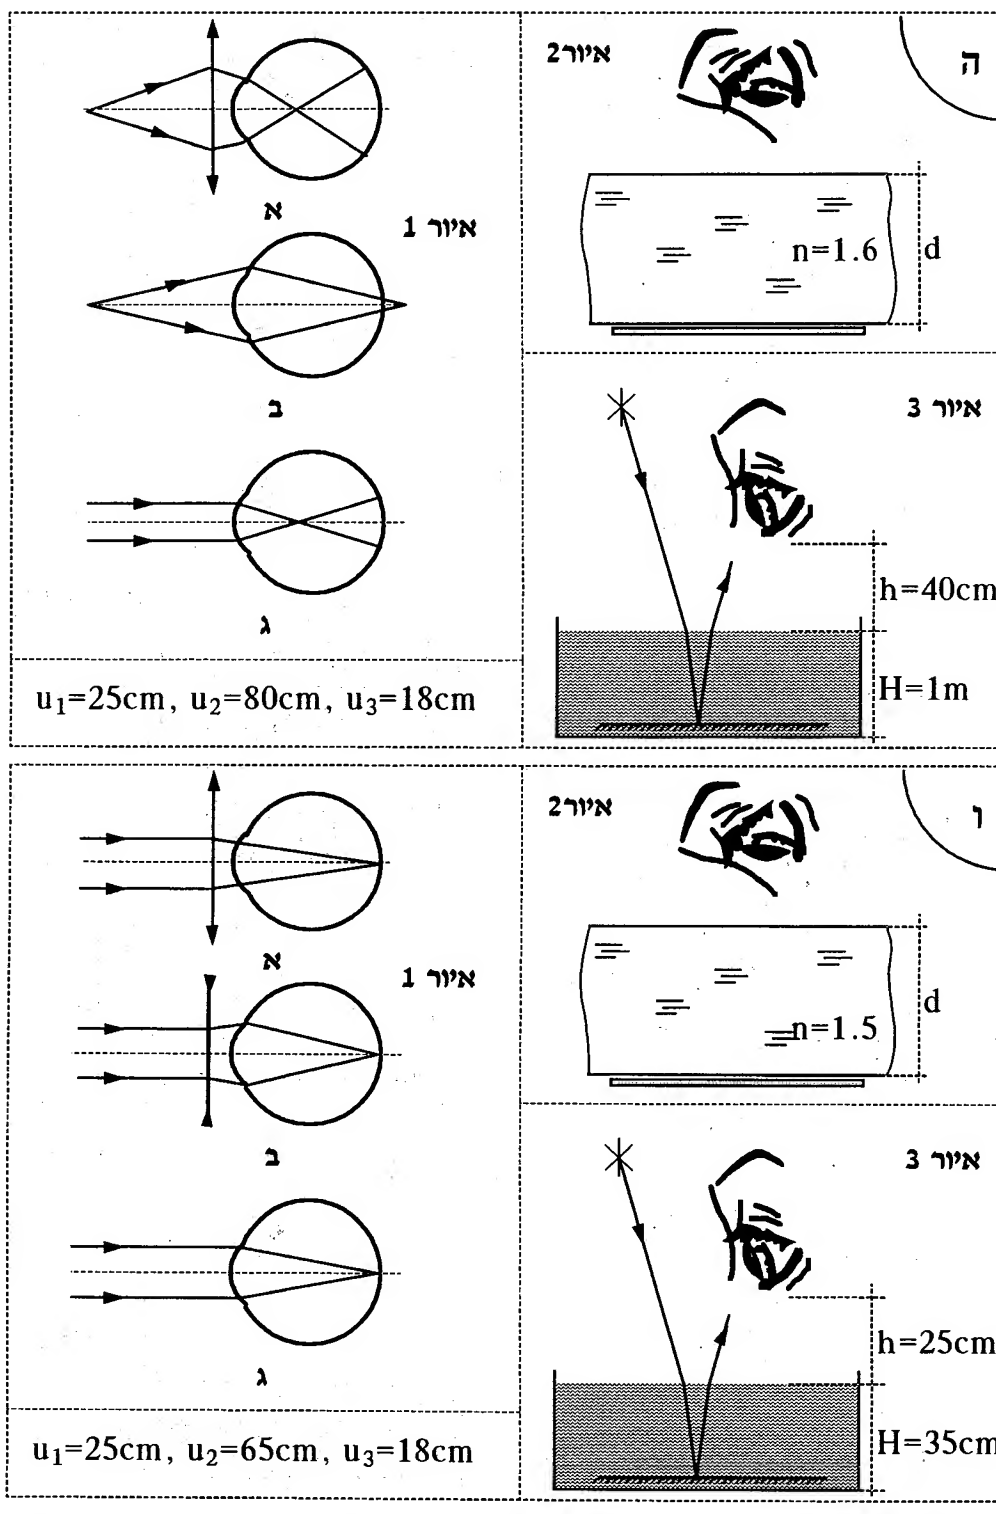 ה
איור 1
א
ב
ג
u₁=25cm, u₂=80cm, u₃=18cm
איור2
n=1.6
d
איור 3
h=40cm
H=1m
ו
איור 1
א
ב
ג
u₁=25cm, u₂=65cm, u₃=18cm
איור2
n=1.5
d
איור 3
h=25cm
H=35cm